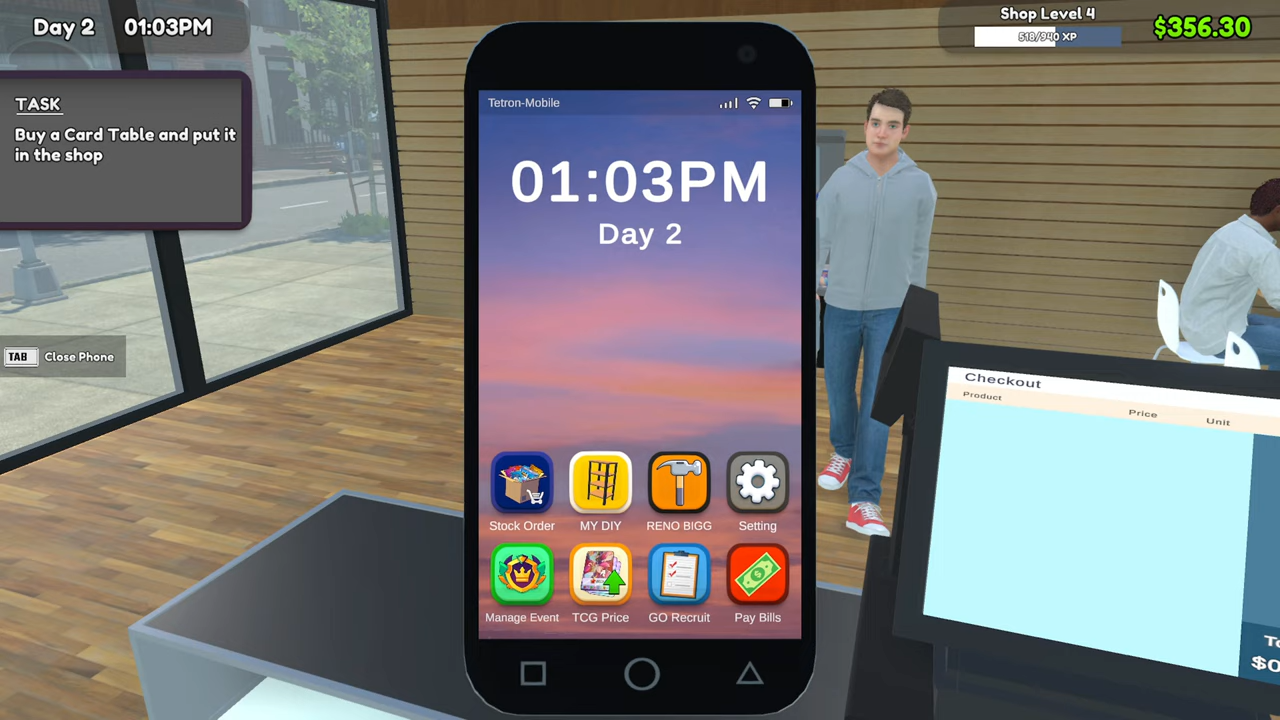 Day 2 01:03PM
Shop Level 4
518/940 XP
$356.30
TASK
Buy a Card Table and put it
in the shop
TAB Close Phone
Tetron-Mobile
01:03PM
Day 2
Stock Order MY DIY RENO BIGG Setting
Manage Event TCG Price GO Recruit Pay Bills
Checkout
Product Price Unit